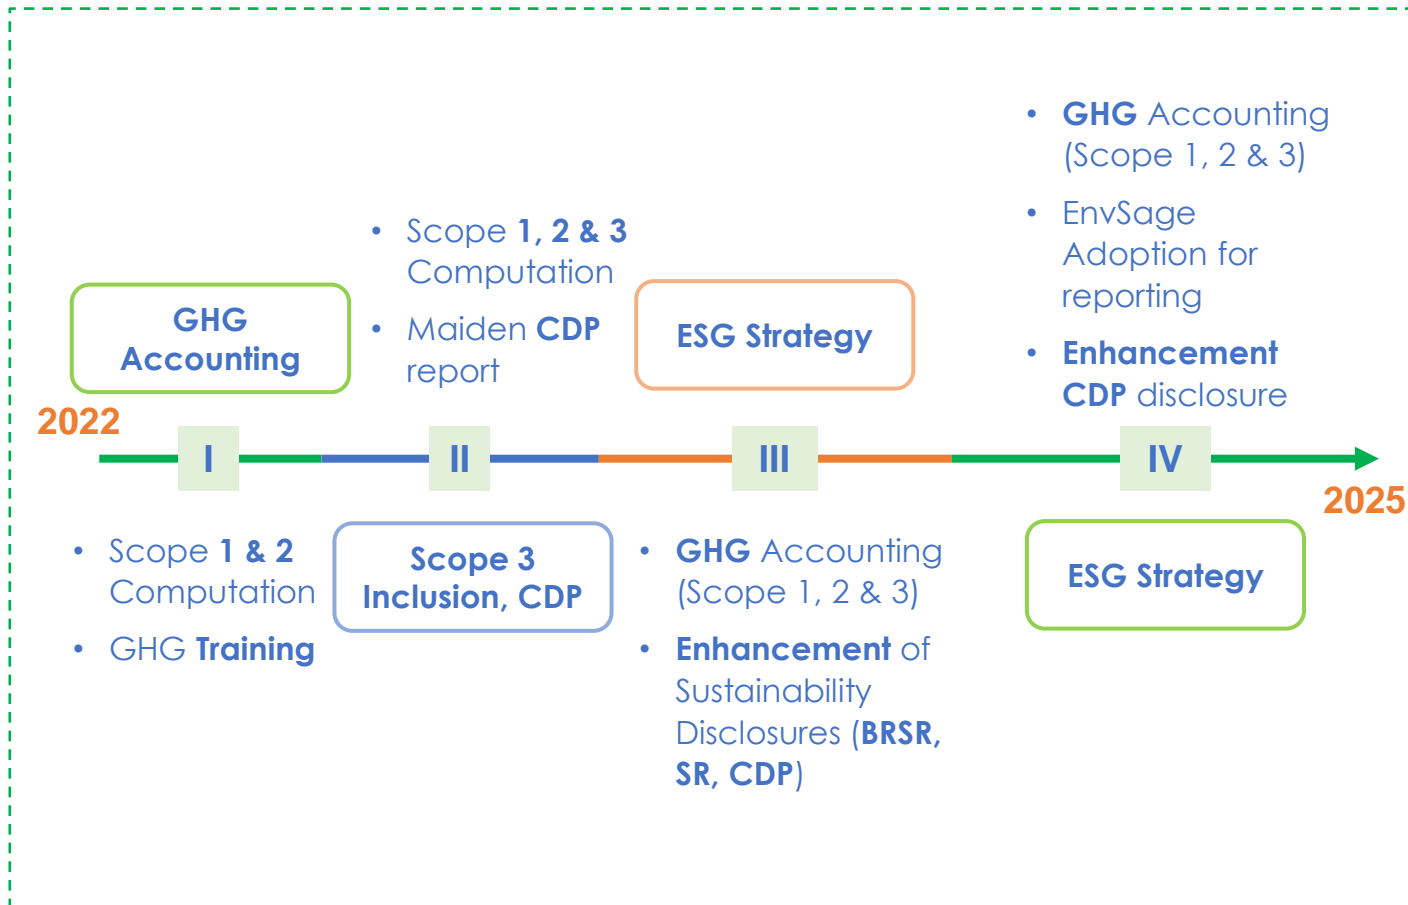 2022
GHG
Accounting
I
• Scope 1 & 2
Computation
• GHG Training
• Scope 1, 2 & 3
Computation
• Maiden CDP
report
II
Scope 3
Inclusion, CDP
ESG Strategy
III
• GHG Accounting
(Scope 1, 2 & 3)
• Enhancement of
Sustainability
Disclosures (BRSR,
SR, CDP)
• GHG Accounting
(Scope 1, 2 & 3)
• EnvSage
Adoption for
reporting
• Enhancement
CDP disclosure
IV
ESG Strategy
2025